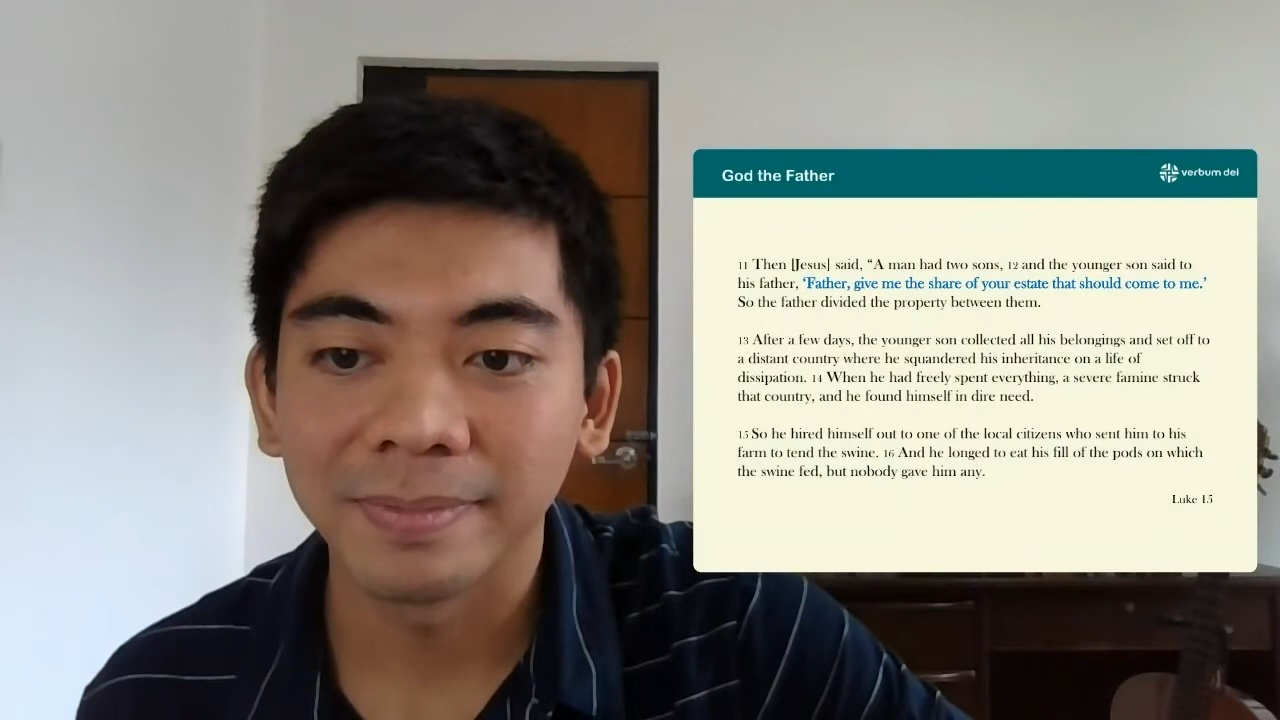 God the Father
verbum dei
11 Then [Jesus] said, “A man had two sons, 12 and the younger son said to
his father, ‘Father, give me the share of your estate that should come to me.’
So the father divided the property between them.
13 After a few days, the younger son collected all his belongings and set off to
a distant country where he squandered his inheritance on a life of
dissipation. 14 When he had freely spent everything, a severe famine struck
that country, and he found himself in dire need.
15 So he hired himself out to one of the local citizens who sent him to his
farm to tend the swine. 16 And he longed to eat his fill of the pods on which
the swine fed, but nobody gave him any.
Luke 15